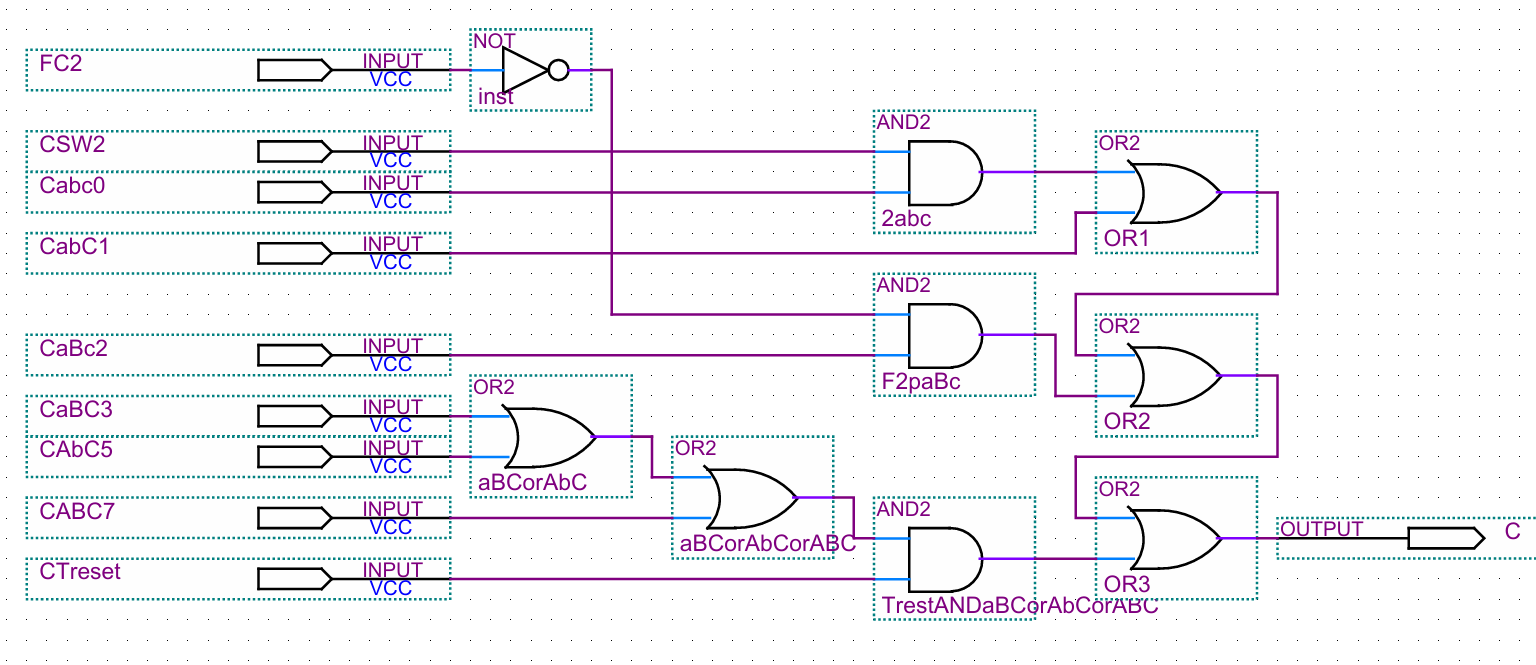 FC2
INPUT
VCC
NOT
inst
CSW2
INPUT
VCC
Cabc0
INPUT
VCC
AND2
2abc
OR2
OR1
CabC1
INPUT
VCC
AND2
F2paBc
OR2
OR2
CaBc2
INPUT
VCC
CaBC3
INPUT
VCC
CAbC5
INPUT
VCC
OR2
aBCorAbC
OR2
aBCorAbCorABC
CABC7
INPUT
VCC
CTreset
INPUT
VCC
AND2
TrestANDaBCorAbCorABC
OR2
OR3
OUTPUT
C